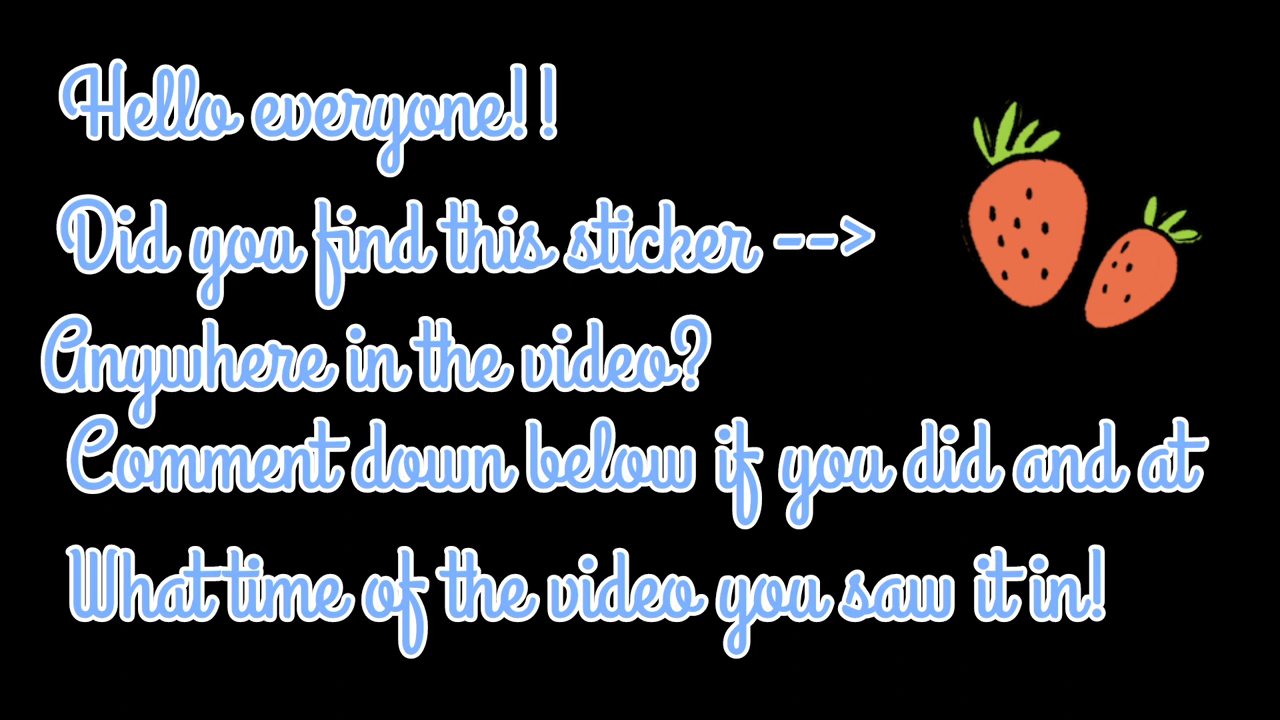 Hello everyone!!
Did you find this sticker -->
Anywhere in the video?
Comment down below if you did and at
What time of the video you saw it in!